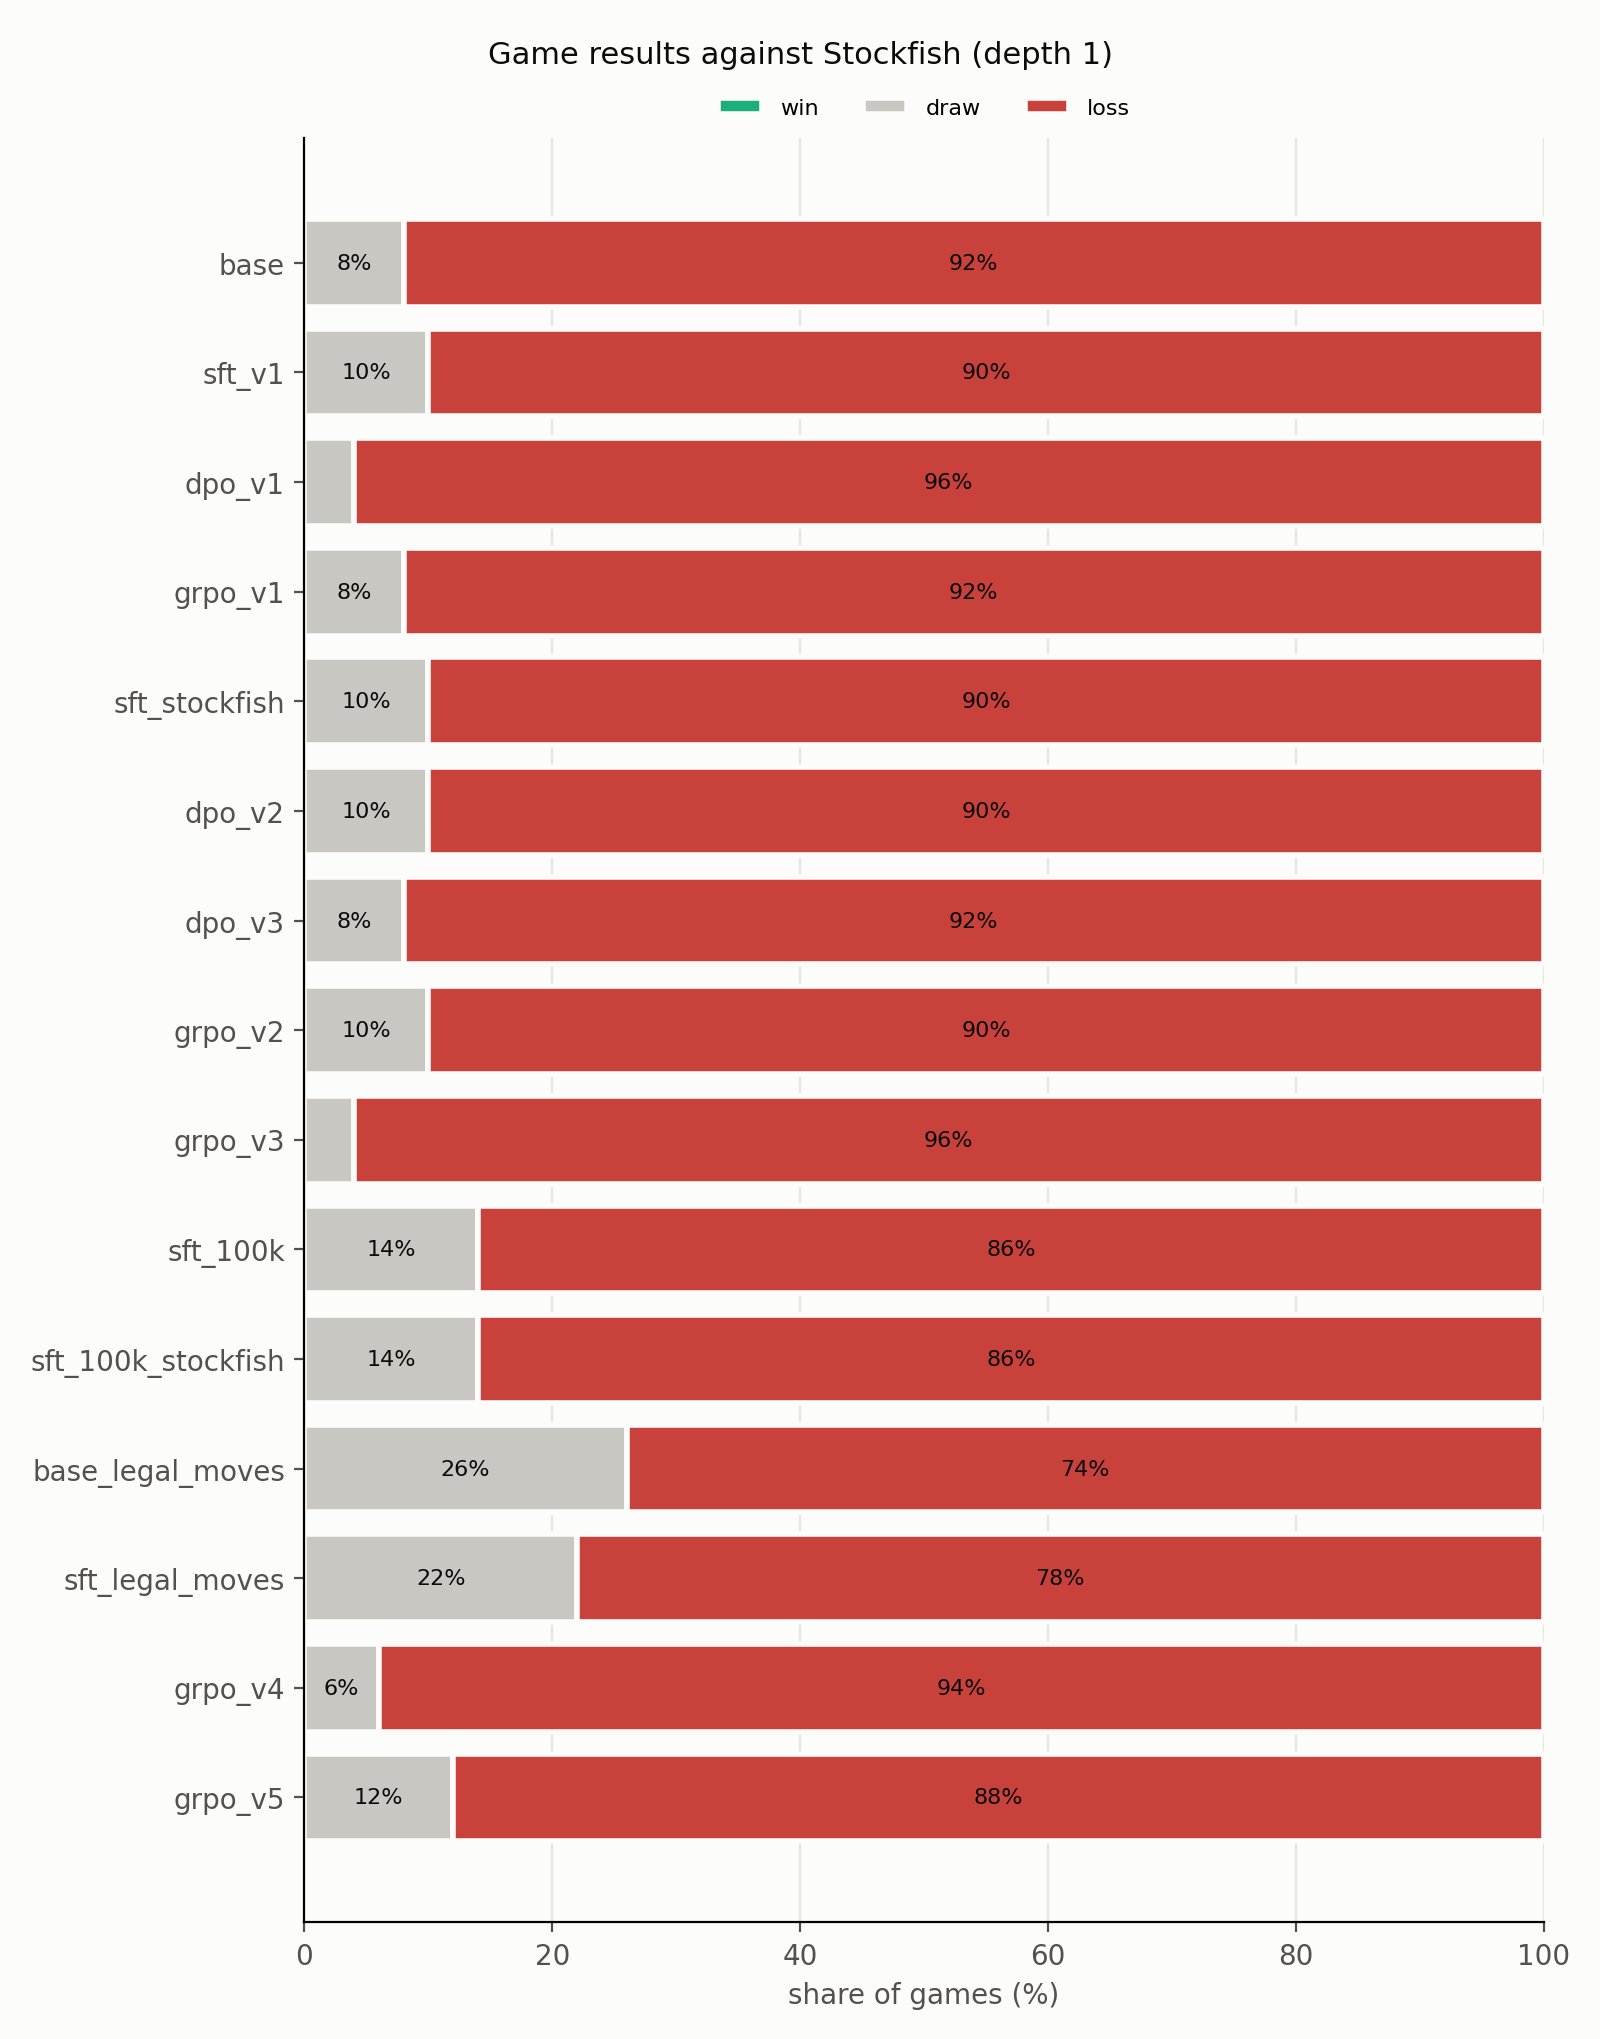 Game results against Stockfish (depth 1)
win draw loss
base 8% 92%
sft_v1 10% 90%
dpo_v1 96%
grpo_v1 8% 92%
sft_stockfish 10% 90%
dpo_v2 10% 90%
dpo_v3 8% 92%
grpo_v2 10% 90%
grpo_v3 96%
sft_100k 14% 86%
sft_100k_stockfish 14% 86%
base_legal_moves 26% 74%
sft_legal_moves 22% 78%
grpo_v4 6% 94%
grpo_v5 12% 88%
0 20 40 60 80 100
share of games (%)